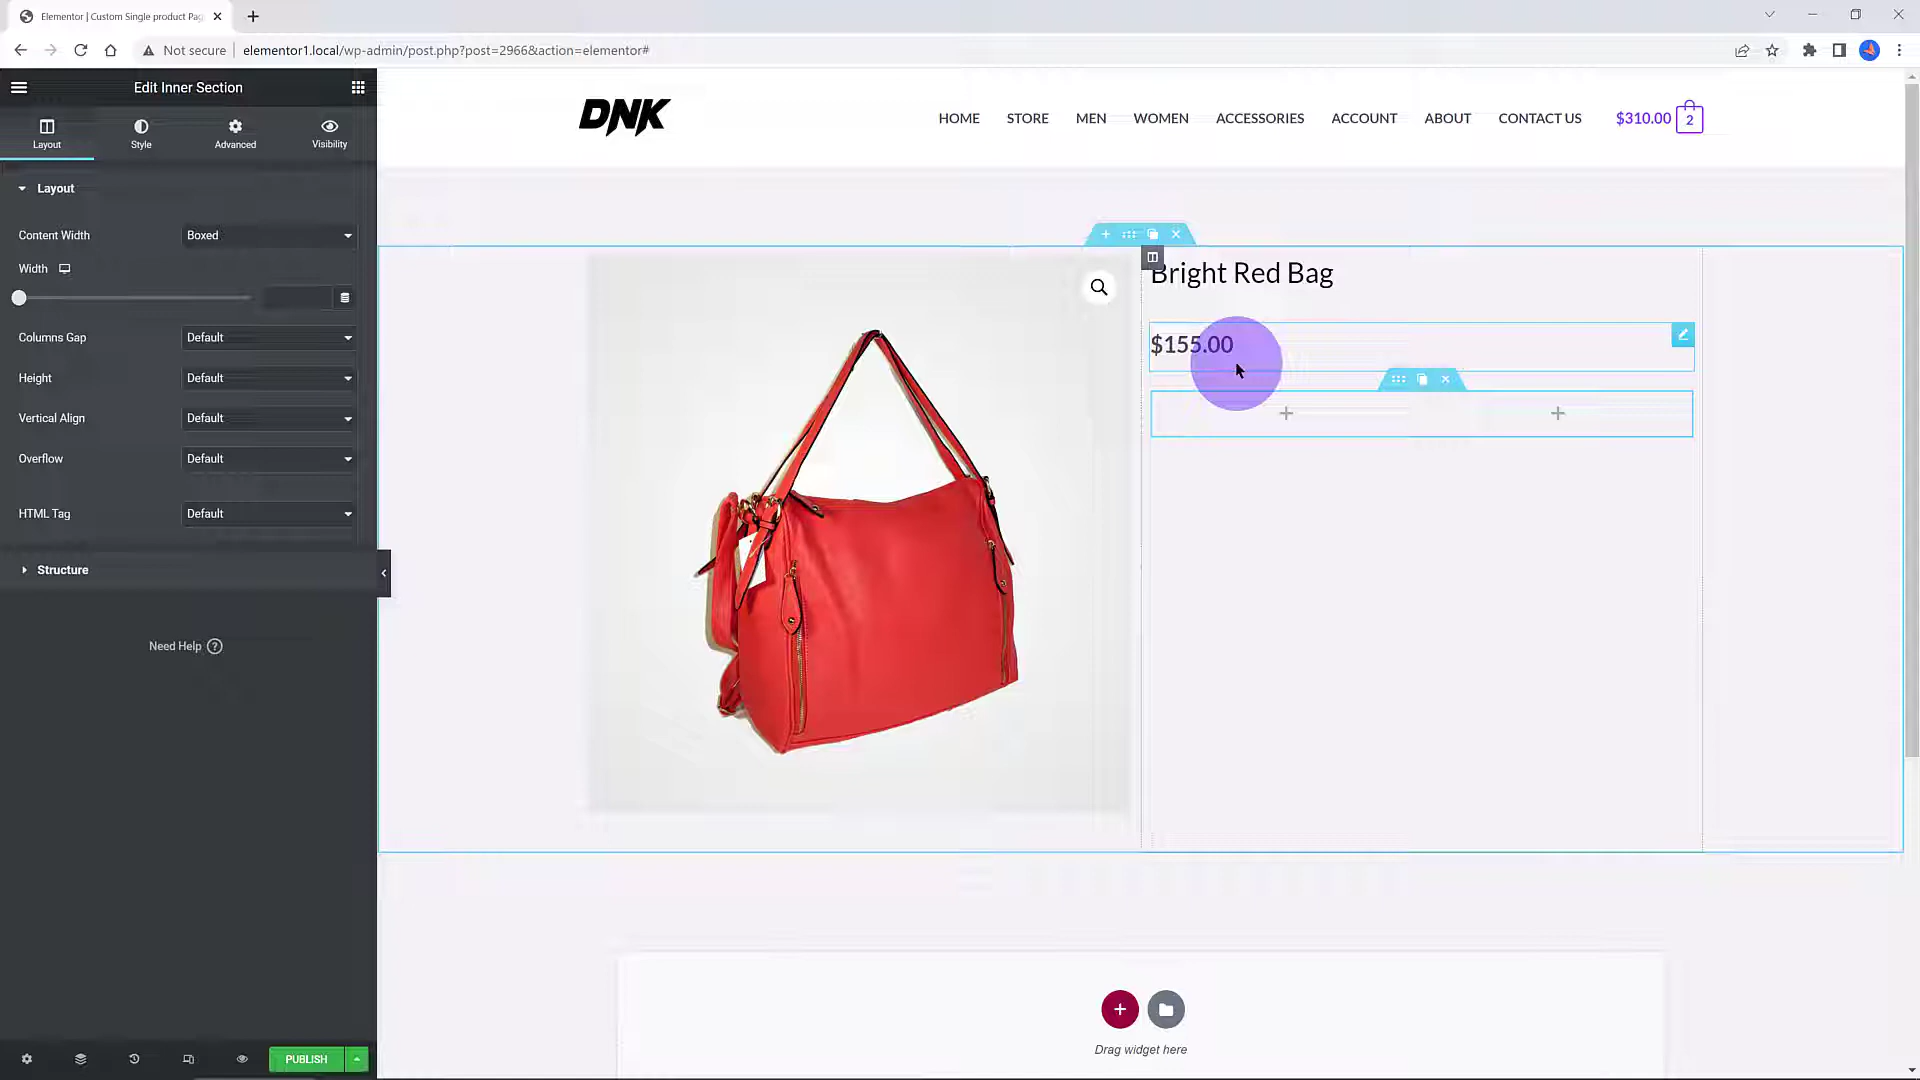 Elementor | Custom Single product Pag
Not secure
elementor1.local/wp-admin/post.php?post=2966&action=elementor#
Edit Inner Section
Layout
Style
Advanced
Visibility
Layout
Content Width
Boxed
Width
Columns Gap
Default
Height
Default
Vertical Align
Default
Overflow
Default
HTML Tag
Default
Structure
Need Help ?
PUBLISH
DNK
HOME
STORE
MEN
WOMEN
ACCESSORIES
ACCOUNT
ABOUT
CONTACT US
$310.00
2
Bright Red Bag
$155.00
Drag widget here